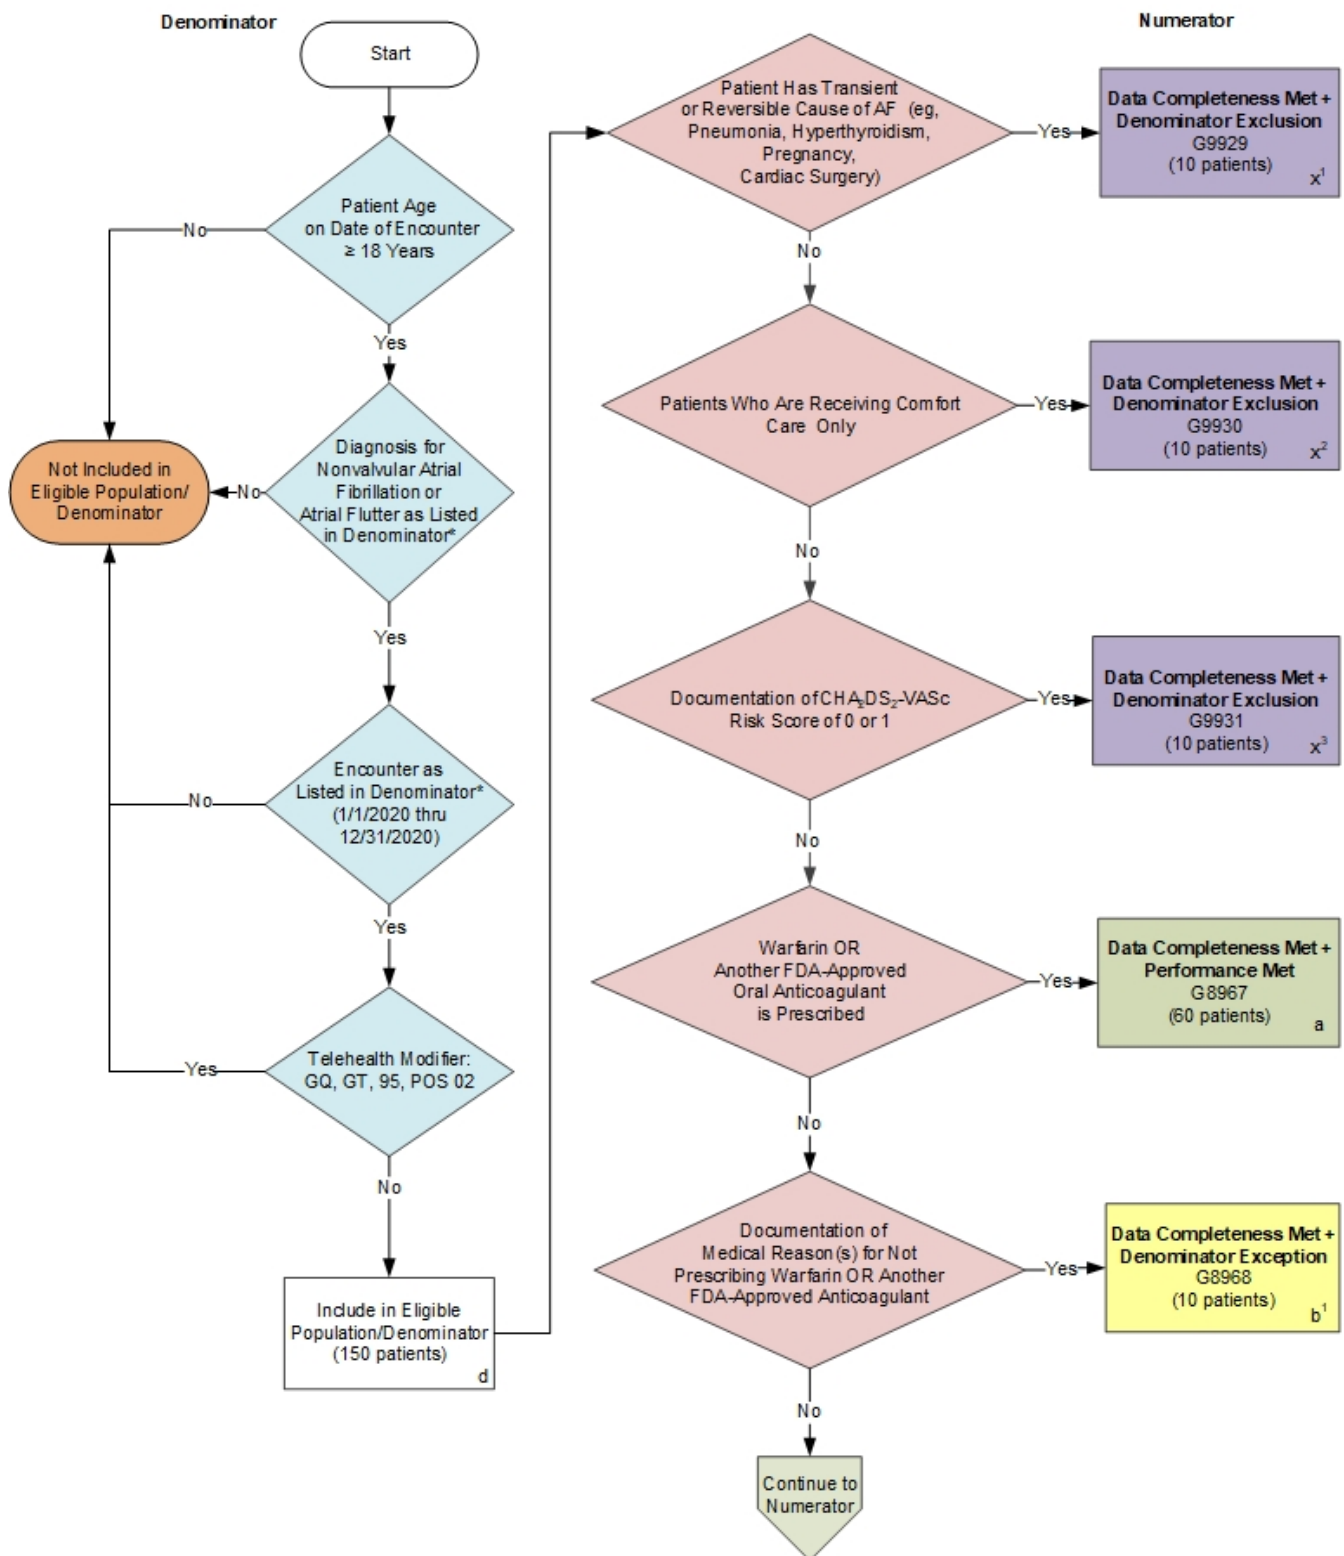 Denominator
Start
Patient Age
on Date of Encounter
≥ 18 Years
No
Yes
Diagnosis for
Nonvalvular Atrial
Fibrillation or
Atrial Flutter as Listed
in Denominator*
No
Not Included in
Eligible Population/
Denominator
Yes
Encounter as
Listed in Denominator*
(1/1/2020 thru
12/31/2020)
No
Yes
Telehealth Modifier:
GQ, GT, 95, POS 02
Yes
No
Include in Eligible
Population/Denominator
(150 patients)
d
Numerator
Patient Has Transient
or Reversible Cause of AF (eg,
Pneumonia, Hyperthyroidism,
Pregnancy,
Cardiac Surgery)
Yes
Data Completeness Met +
Denominator Exclusion
G9929
(10 patients)
x¹
No
Patients Who Are Receiving Comfort
Care Only
Yes
Data Completeness Met +
Denominator Exclusion
G9930
(10 patients)
x²
No
Documentation of CHA₂DS₂-VASc
Risk Score of 0 or 1
Yes
Data Completeness Met +
Denominator Exclusion
G9931
(10 patients)
x³
No
Warfarin OR
Another FDA-Approved
Oral Anticoagulant
is Prescribed
Yes
Data Completeness Met +
Performance Met
G8967
(60 patients)
a
No
Documentation of
Medical Reason(s) for Not
Prescribing Warfarin OR Another
FDA-Approved Anticoagulant
Yes
Data Completeness Met +
Denominator Exception
G8968
(10 patients)
b¹
No
Continue to
Numerator